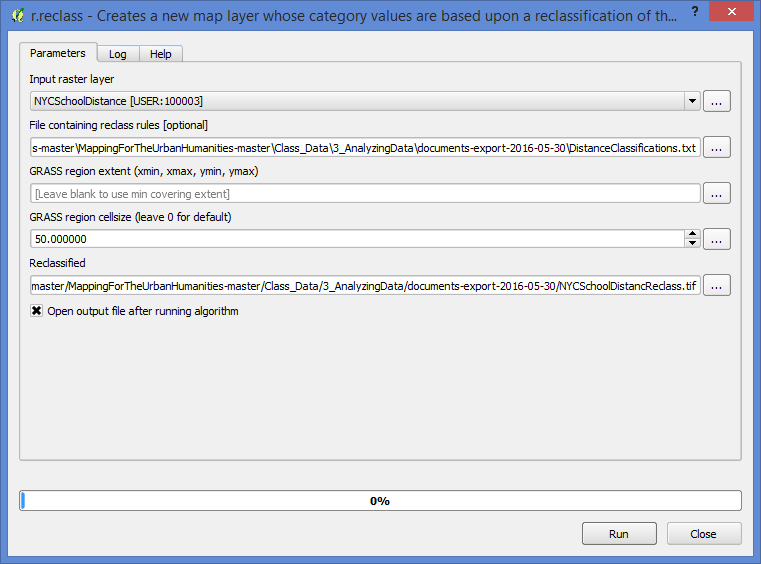 r.reclass - Creates a new map layer whose category values are based upon a reclassification of th...
Parameters Log Help
Input raster layer
NYCSchoolDistance [USER:100003] ...
File containing reclass rules [optional]
s-master\MappingForTheUrbanHumanities-master\Class_Data\3_AnalyzingData\documents-export-2016-05-30\DistanceClassifications.txt ...
GRASS region extent (xmin, xmax, ymin, ymax)
[Leave blank to use min covering extent] ...
GRASS region cellsize (leave 0 for default)
50.000000 ...
Reclassified
master/MappingForTheUrbanHumanities-master/Class_Data/3_AnalyzingData/documents-export-2016-05-30/NYCSchoolDistancReclass.tif ...
Open output file after running algorithm
0%
Run Close